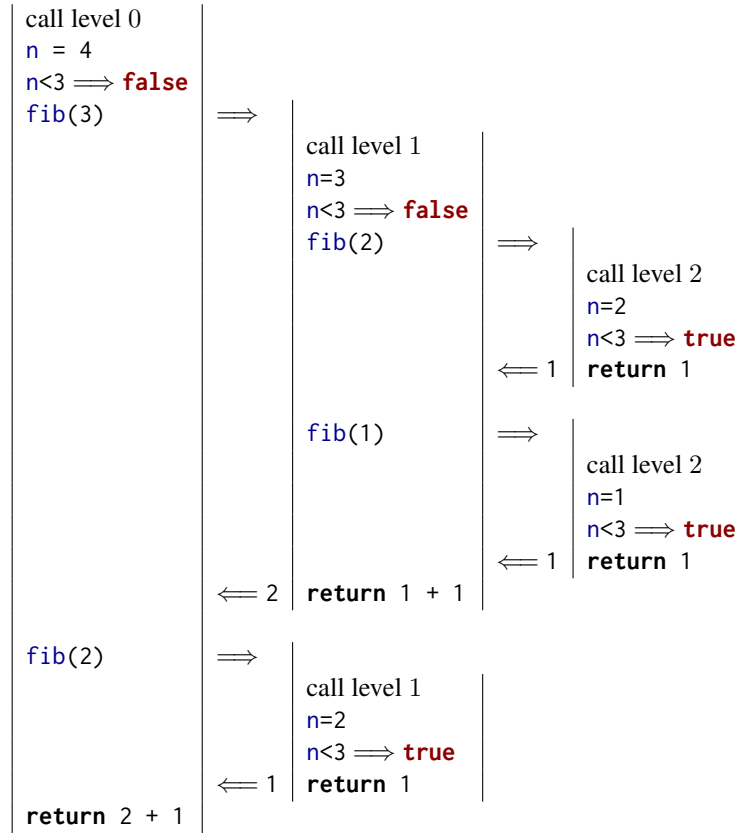 call level 0
n = 4
n<3 ⟹ false
fib(3) ⟹
call level 1
n=3
n<3 ⟹ false
fib(2) ⟹
call level 2
n=2
n<3 ⟹ true
⟸ 1 return 1
fib(1) ⟹
call level 2
n=1
n<3 ⟹ true
⟸ 1 return 1
⟸ 2 return 1 + 1
fib(2) ⟹
call level 1
n=2
n<3 ⟹ true
⟸ 1 return 1
return 2 + 1